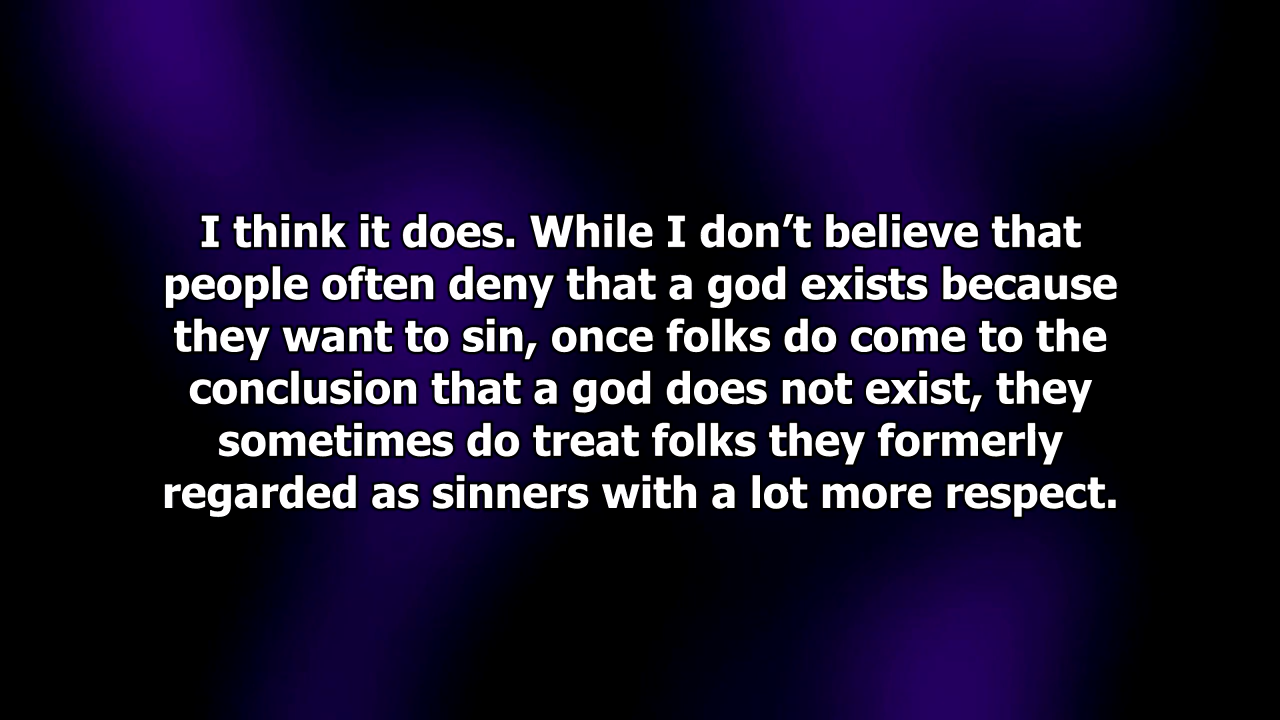 I think it does. While I don’t believe that
people often deny that a god exists because
they want to sin, once folks do come to the
conclusion that a god does not exist, they
sometimes do treat folks they formerly
regarded as sinners with a lot more respect.